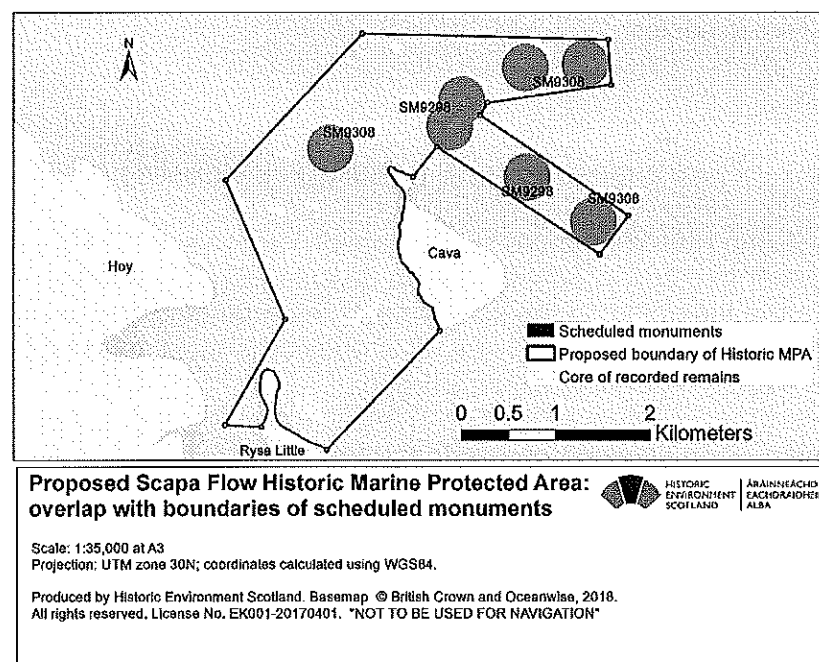 N
SM9308
SM9298
SM9308
SM9298
SM9308
Hoy
Cava
Scheduled monuments
Proposed boundary of Historic MPA
Core of recorded remains
0 0.5 1 2
Kilometers
Rysa Little
Proposed Scapa Flow Historic Marine Protected Area:
overlap with boundaries of scheduled monuments
HISTORIC
ENVIRONMENT
SCOTLAND
ÀRAINNEACHD
EACHDRAIDHEIL
ALBA
Scale: 1:35,000 at A3
Projection: UTM zone 30N; coordinates calculated using WGS84.
Produced by Historic Environment Scotland. Basemap © British Crown and Oceanwise, 2018.
All rights reserved. License No. EK001-20170401. "NOT TO BE USED FOR NAVIGATION"